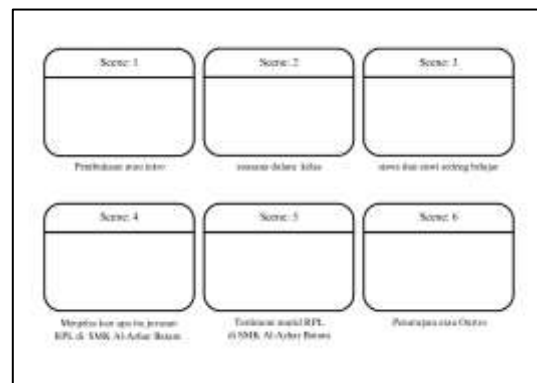 Scene: 1
Scene: 2
Scene: 3
Pembukaan atau intro
suasana dalam kelas
siswa dan siswi sedang belajar
Scene: 4
Scene: 5
Scene: 6
Menjelaskan apa itu jurusan
RPL di SMK Al-Azhar Batam
Testimoni murid RPL
di SMK Al-Azhar Batam
Penutupan atau Outtro